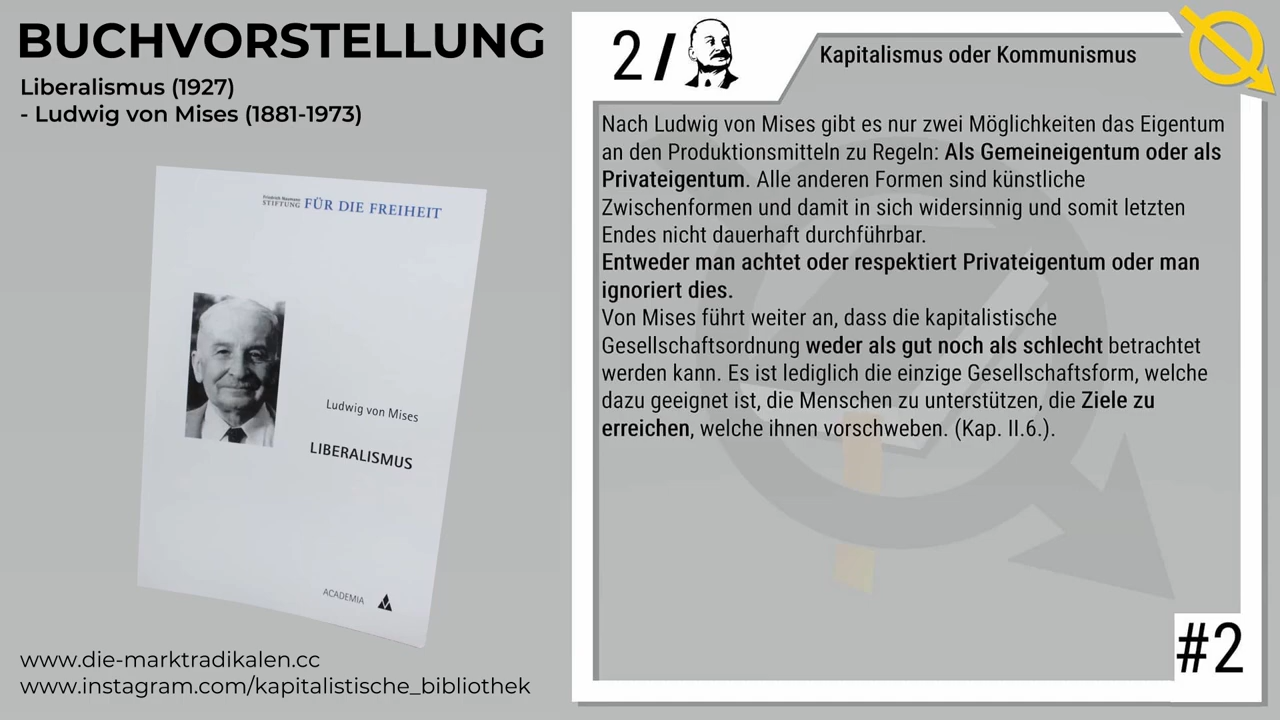 BUCHVORSTELLUNG
Liberalismus (1927)
- Ludwig von Mises (1881-1973)
Friedrich Naumann
STIFTUNG FÜR DIE FREIHEIT
Ludwig von Mises
LIBERALISMUS
ACADEMIA
www.die-marktradikalen.cc
www.instagram.com/kapitalistische_bibliothek
2 /
Kapitalismus oder Kommunismus
Nach Ludwig von Mises gibt es nur zwei Möglichkeiten das Eigentum
an den Produktionsmitteln zu Regeln: Als Gemeineigentum oder als
Privateigentum. Alle anderen Formen sind künstliche
Zwischenformen und damit in sich widersinnig und somit letzten
Endes nicht dauerhaft durchführbar.
Entweder man achtet oder respektiert Privateigentum oder man
ignoriert dies.
Von Mises führt weiter an, dass die kapitalistische
Gesellschaftsordnung weder als gut noch als schlecht betrachtet
werden kann. Es ist lediglich die einzige Gesellschaftsform, welche
dazu geeignet ist, die Menschen zu unterstützen, die Ziele zu
erreichen, welche ihnen vorschweben. (Kap. II.6.).
#2